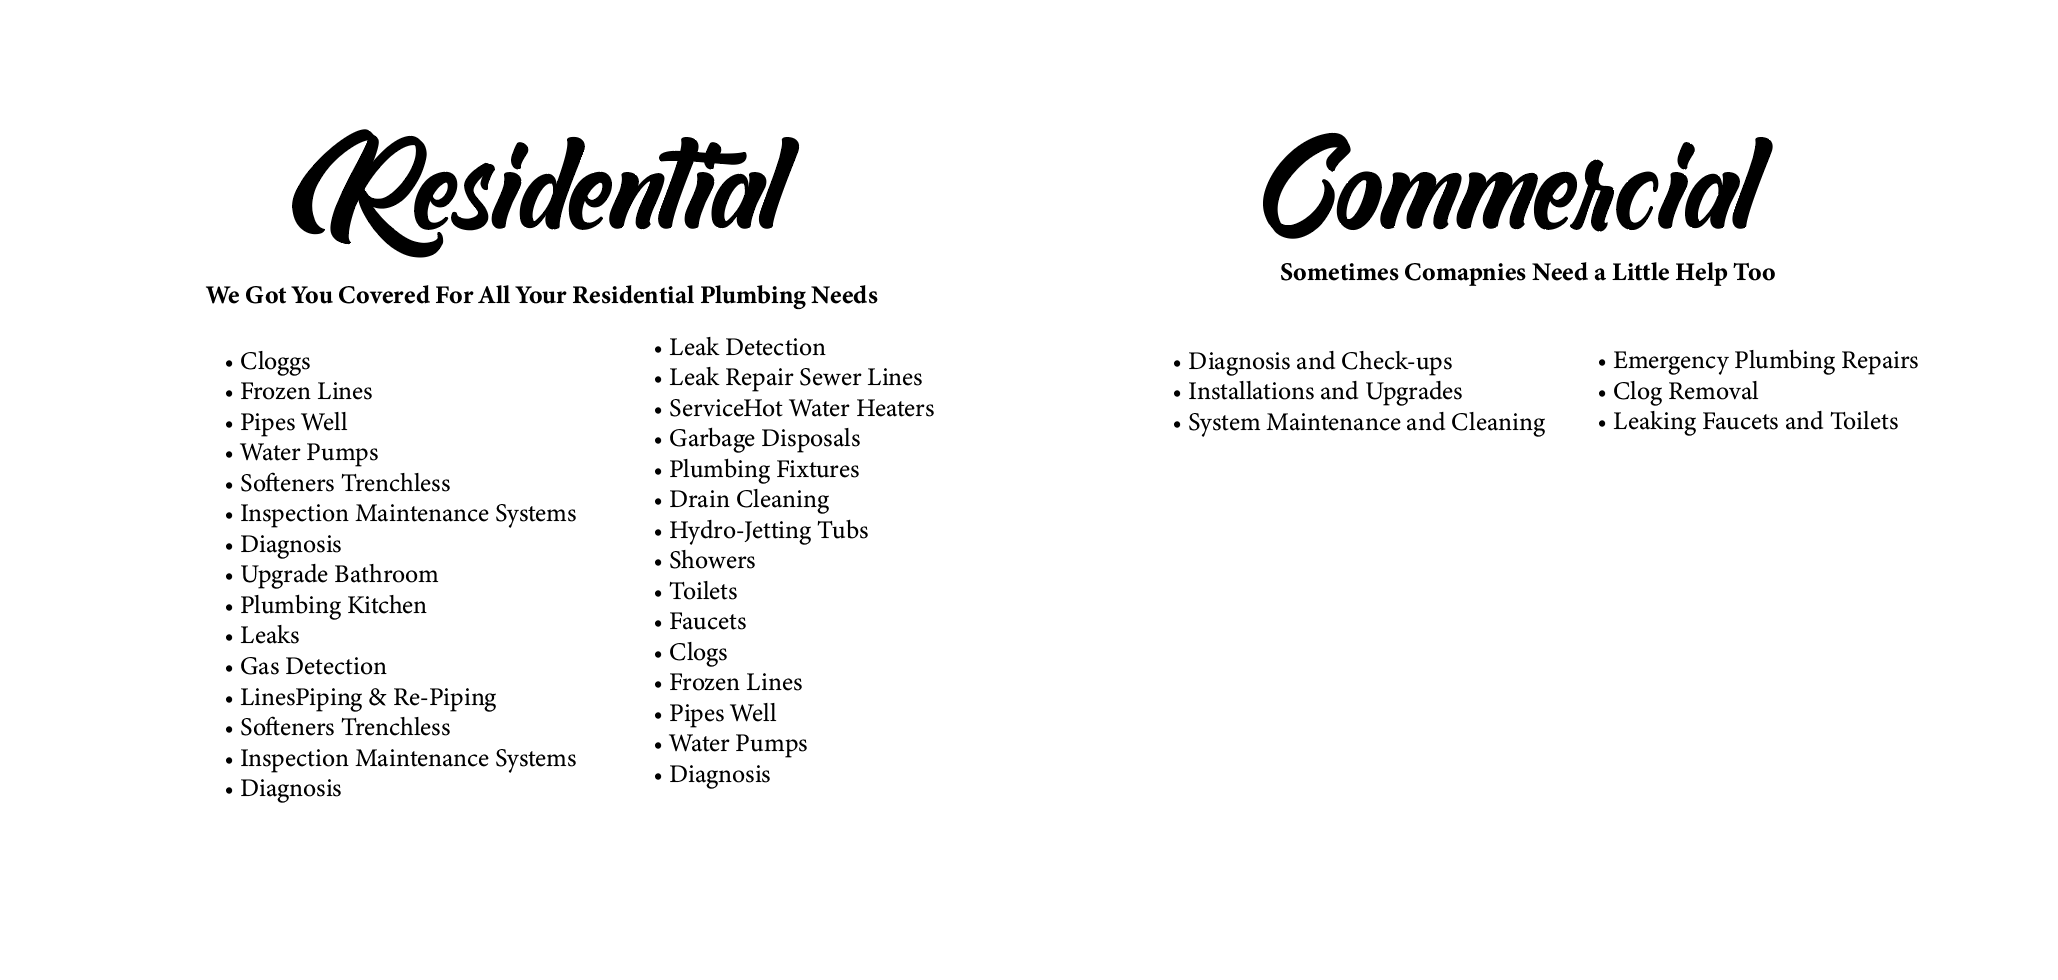 Residential
We Got You Covered For All Your Residential Plumbing Needs
• Cloggs
• Frozen Lines
• Pipes Well
• Water Pumps
• Softeners Trenchless
• Inspection Maintenance Systems
• Diagnosis
• Upgrade Bathroom
• Plumbing Kitchen
• Leaks
• Gas Detection
• LinesPiping & Re-Piping
• Softeners Trenchless
• Inspection Maintenance Systems
• Diagnosis
• Leak Detection
• Leak Repair Sewer Lines
• ServiceHot Water Heaters
• Garbage Disposals
• Plumbing Fixtures
• Drain Cleaning
• Hydro-Jetting Tubs
• Showers
• Toilets
• Faucets
• Clogs
• Frozen Lines
• Pipes Well
• Water Pumps
• Diagnosis
Commercial
Sometimes Comapnies Need a Little Help Too
• Diagnosis and Check-ups
• Installations and Upgrades
• System Maintenance and Cleaning
• Emergency Plumbing Repairs
• Clog Removal
• Leaking Faucets and Toilets